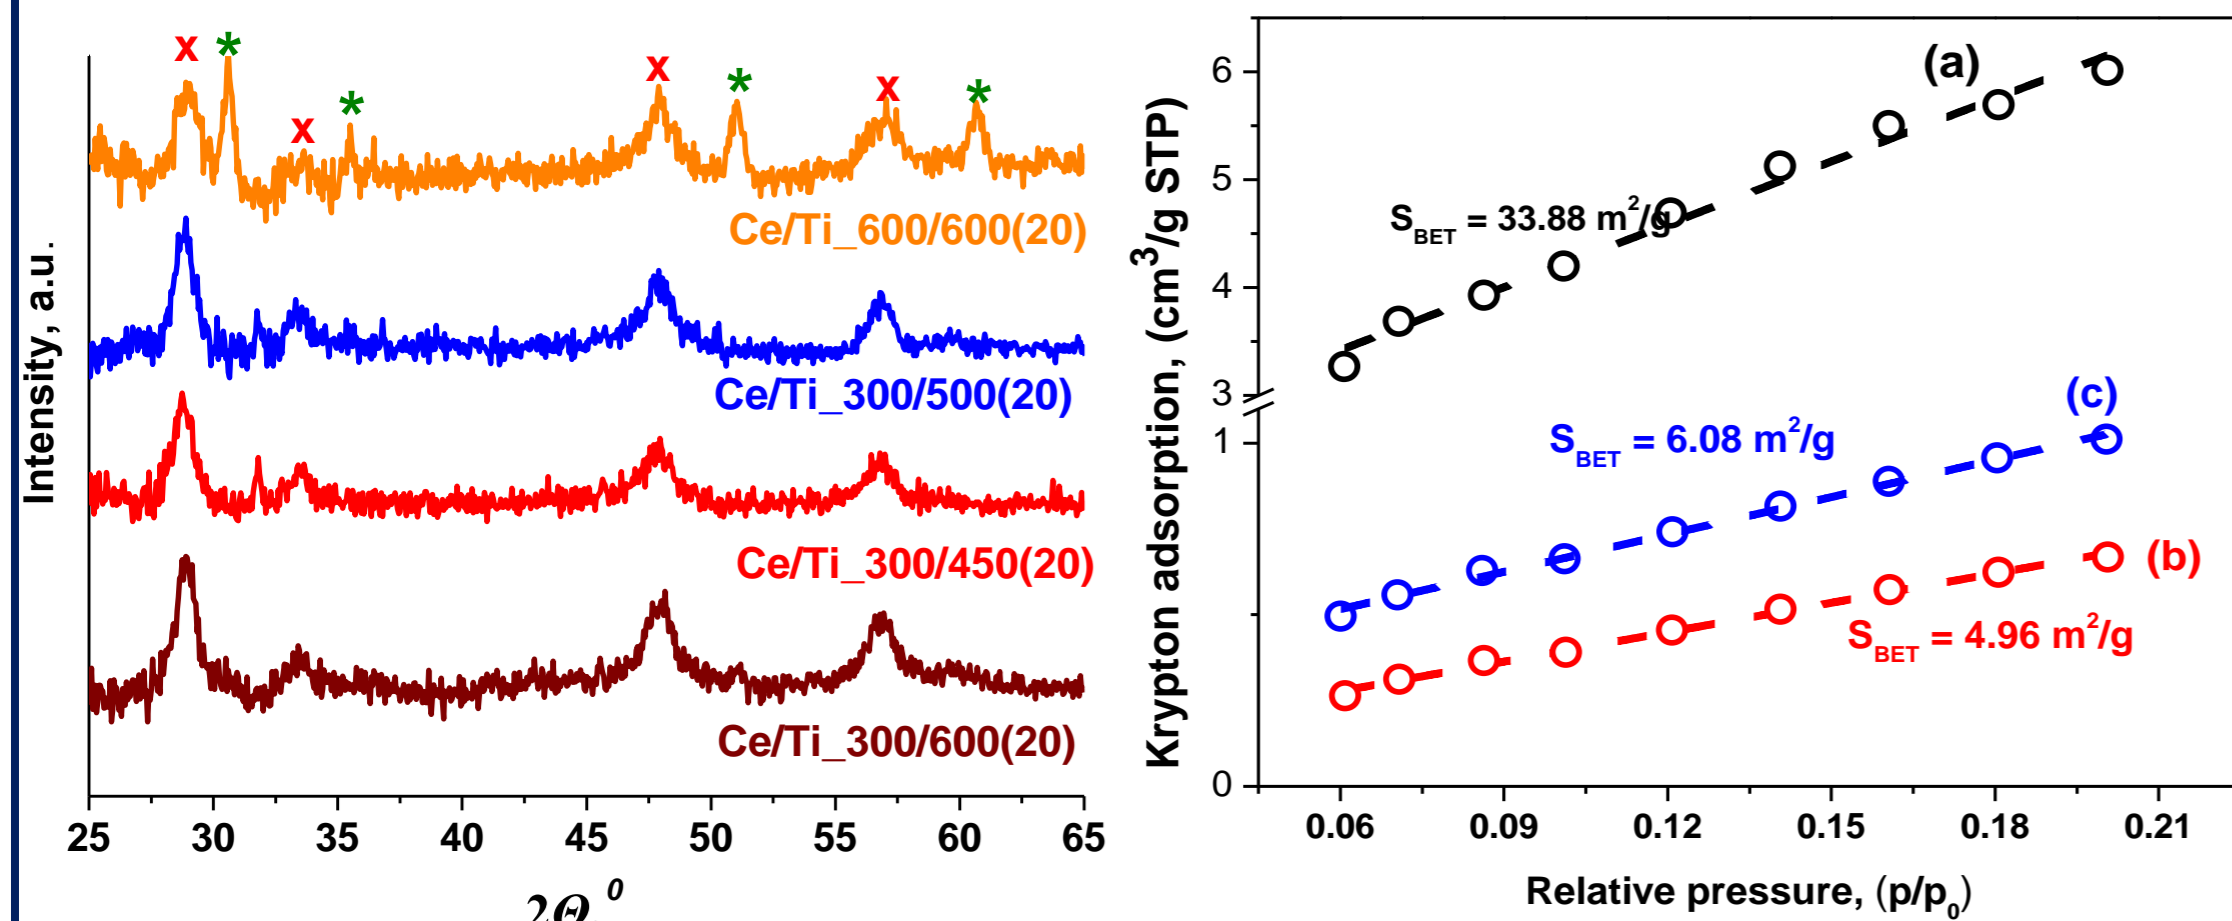 x * x * x * x *
Ce/Ti_600/600(20)
Ce/Ti_300/500(20)
Ce/Ti_300/450(20)
Ce/Ti_300/600(20)
Intensity, a.u.
25 30 35 40 45 50 55 60 65
2Θ, ⁰
Krypton adsorption, (cm³/g STP)
6
5
4
3
1
0
(a)
S_BET = 33.88 m²/g
(c)
S_BET = 6.08 m²/g
(b)
S_BET = 4.96 m²/g
0.06 0.09 0.12 0.15 0.18 0.21
Relative pressure, (p/p₀)